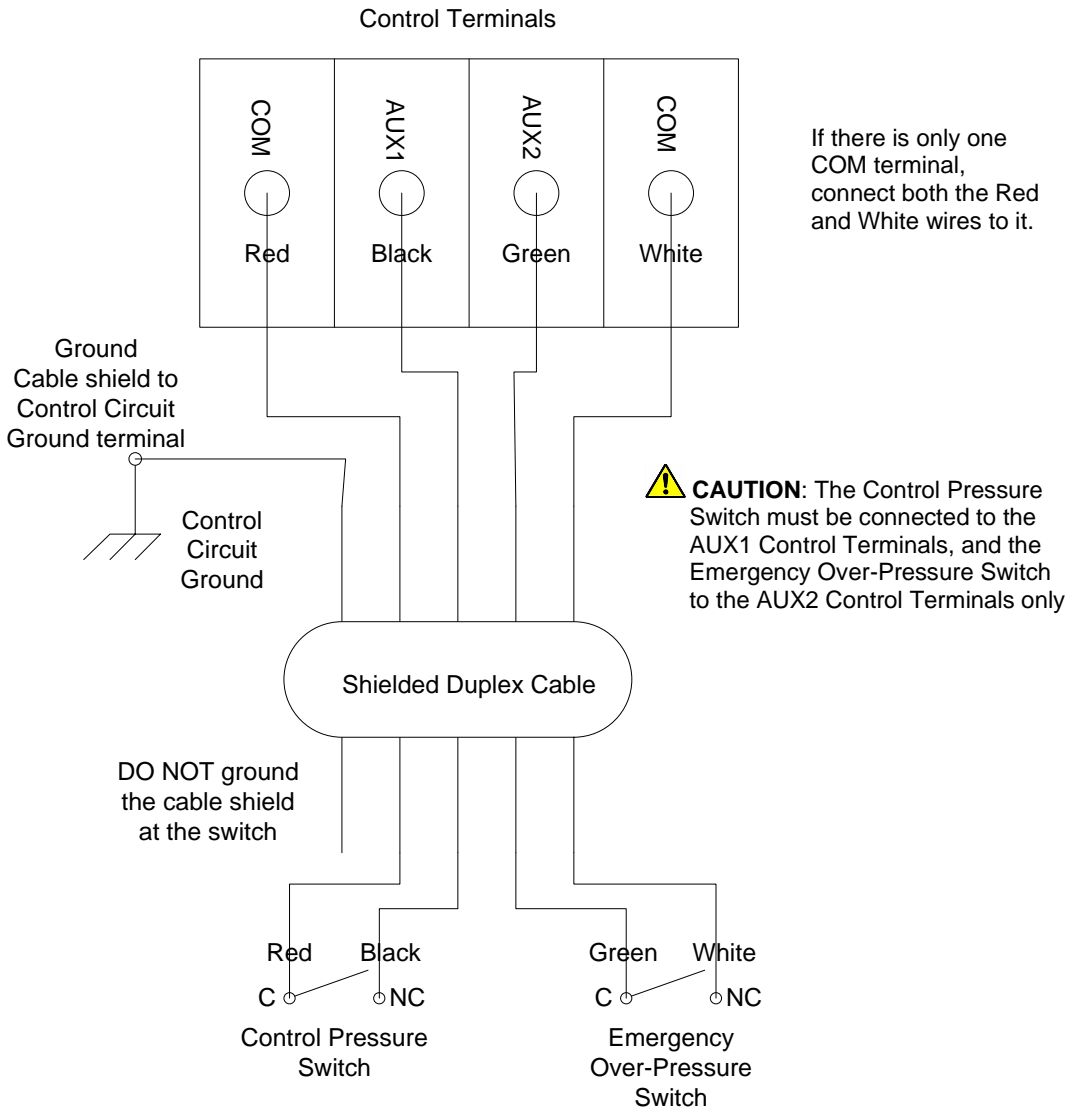 Control Terminals
COM
AUX1
AUX2
COM
Red
Black
Green
White
If there is only one
COM terminal,
connect both the Red
and White wires to it.
Ground
Cable shield to
Control Circuit
Ground terminal
Control
Circuit
Ground
CAUTION: The Control Pressure
Switch must be connected to the
AUX1 Control Terminals, and the
Emergency Over-Pressure Switch
to the AUX2 Control Terminals only
Shielded Duplex Cable
DO NOT ground
the cable shield
at the switch
Red
Black
Green
White
C
NC
C
NC
Control Pressure
Switch
Emergency
Over-Pressure
Switch